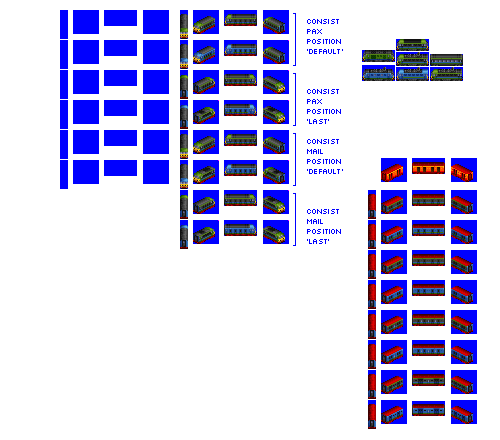 CONSIST
PAX
POSITION
'DEFAULT'
CONSIST
PAX
POSITION
'LAST'
CONSIST
MAIL
POSITION
'DEFAULT'
CONSIST
MAIL
POSITION
'LAST'